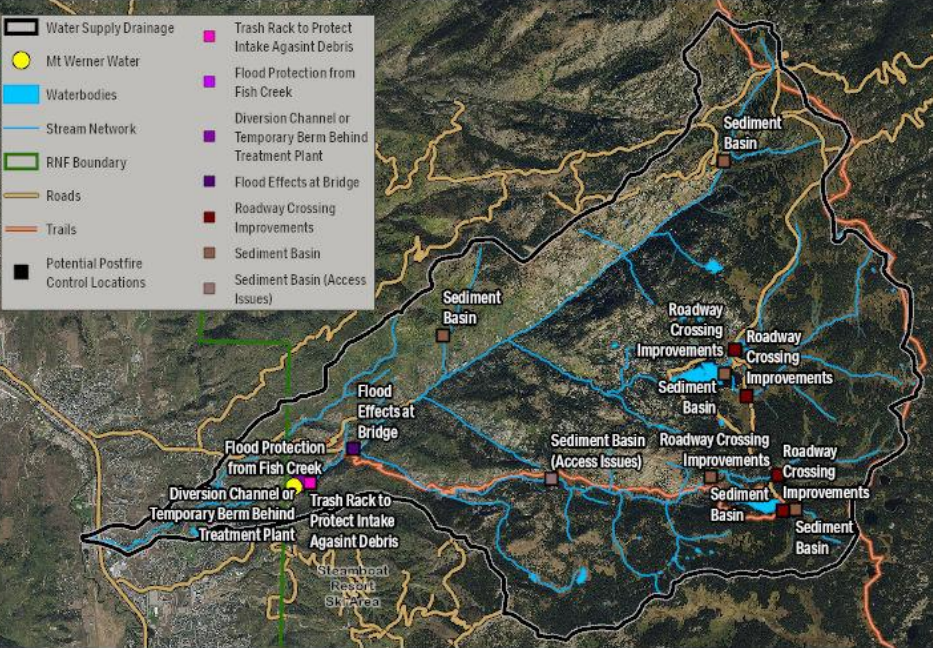 Water Supply Drainage
Mt Werner Water
Waterbodies
Stream Network
RNF Boundary
Roads
Trails
Potential Postfire
Control Locations
Trash Rack to Protect
Intake Agasint Debris
Flood Protection from
Fish Creek
Diversion Channel or
Temporary Berm Behind
Treatment Plant
Flood Effects at Bridge
Roadway Crossing
Improvements
Sediment Basin
Sediment Basin (Access
Issues)
Sediment
Basin
Sediment
Basin
Roadway
Crossing
Improvements
Roadway
Crossing
Improvements
Sediment
Basin
Flood
Effects at
Bridge
Flood Protection
from Fish Creek
Diversion Channel or
Temporary Berm Behind
Treatment Plant
Trash Rack to
Protect Intake
Agasint Debris
Sediment Basin
(Access Issues)
Roadway Crossing
Improvements
Roadway
Crossing
Improvements
Sediment
Basin
Sediment
Basin
Steamboat
Resort
Ski Area